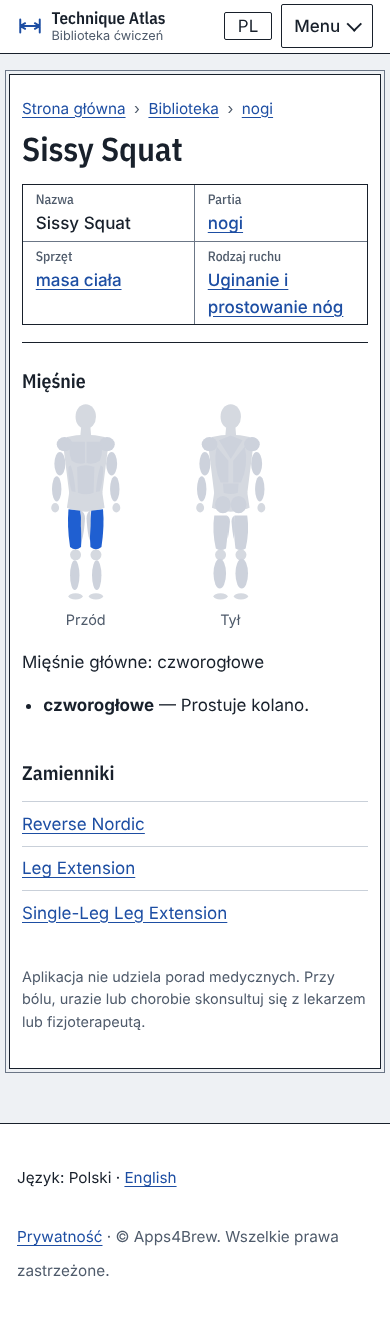 Technique Atlas
Biblioteka ćwiczeń
PL
Menu
Strona główna › Biblioteka › nogi
Sissy Squat
Nazwa
Sissy Squat
Partia
nogi
Sprzęt
masa ciała
Rodzaj ruchu
Uginanie i
prostowanie nóg
Mięśnie
Przód
Tył
Mięśnie główne: czworogłowe
• czworogłowe — Prostuje kolano.
Zamienniki
Reverse Nordic
Leg Extension
Single-Leg Leg Extension
Aplikacja nie udziela porad medycznych. Przy
bólu, urazie lub chorobie skonsultuj się z lekarzem
lub fizjoterapeutą.
Język: Polski · English
Prywatność · © Apps4Brew. Wszelkie prawa
zastrzeżone.